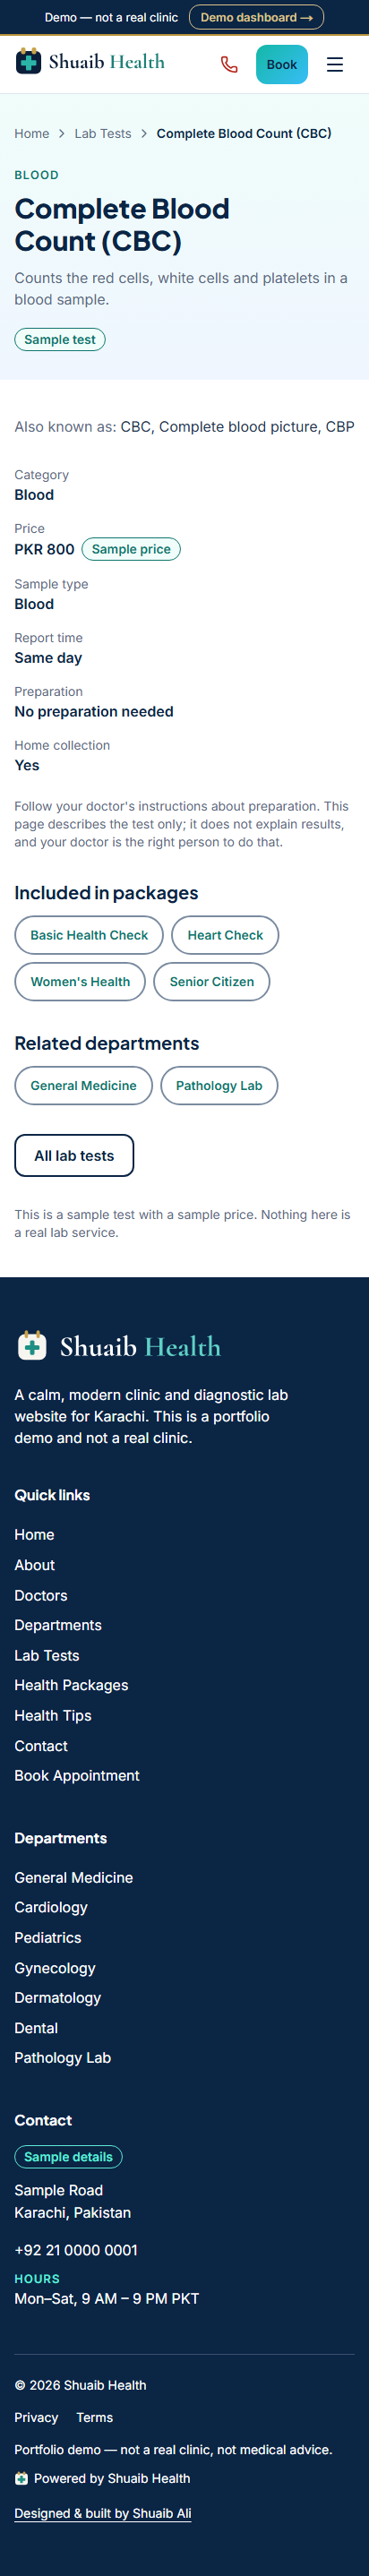 Demo — not a real clinic Demo dashboard →
Shuaib Health Book
Home > Lab Tests > Complete Blood Count (CBC)
BLOOD
Complete Blood
Count (CBC)
Counts the red cells, white cells and platelets in a
blood sample.
Sample test
Also known as: CBC, Complete blood picture, CBP
Category
Blood
Price
PKR 800 Sample price
Sample type
Blood
Report time
Same day
Preparation
No preparation needed
Home collection
Yes
Follow your doctor's instructions about preparation. This
page describes the test only; it does not explain results,
and your doctor is the right person to do that.
Included in packages
Basic Health Check Heart Check
Women's Health Senior Citizen
Related departments
General Medicine Pathology Lab
All lab tests
This is a sample test with a sample price. Nothing here is
a real lab service.
Shuaib Health
A calm, modern clinic and diagnostic lab
website for Karachi. This is a portfolio
demo and not a real clinic.
Quick links
Home
About
Doctors
Departments
Lab Tests
Health Packages
Health Tips
Contact
Book Appointment
Departments
General Medicine
Cardiology
Pediatrics
Gynecology
Dermatology
Dental
Pathology Lab
Contact
Sample details
Sample Road
Karachi, Pakistan
+92 21 0000 0001
HOURS
Mon–Sat, 9 AM – 9 PM PKT
© 2026 Shuaib Health
Privacy Terms
Portfolio demo — not a real clinic, not medical advice.
Powered by Shuaib Health
Designed & built by Shuaib Ali